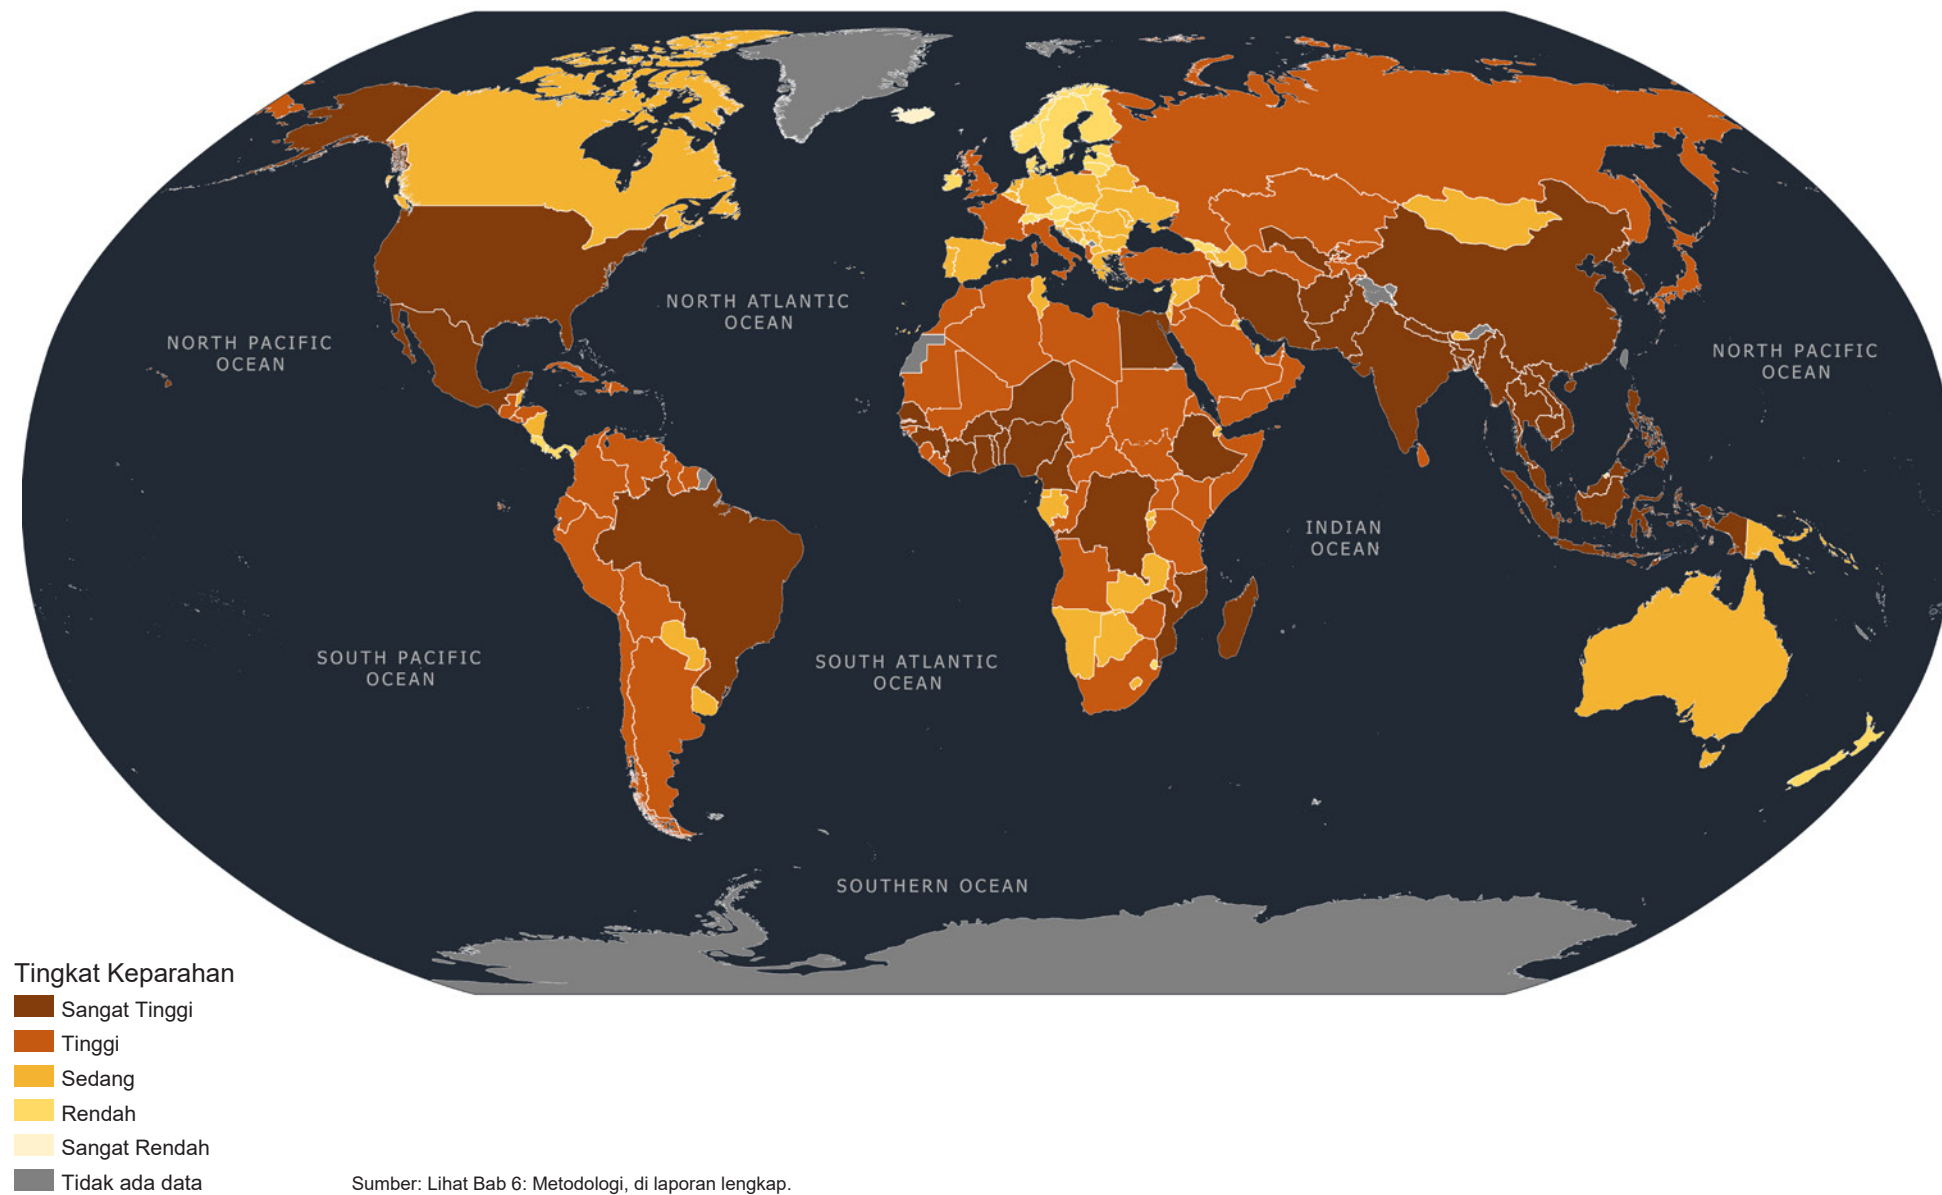 NORTH ATLANTIC
OCEAN
NORTH PACIFIC
OCEAN
NORTH PACIFIC
OCEAN
INDIAN
OCEAN
SOUTH PACIFIC
OCEAN
SOUTH ATLANTIC
OCEAN
SOUTHERN OCEAN
Tingkat Keparahan
Sangat Tinggi
Tinggi
Sedang
Rendah
Sangat Rendah
Tidak ada data
Sumber: Lihat Bab 6: Metodologi, di laporan lengkap.